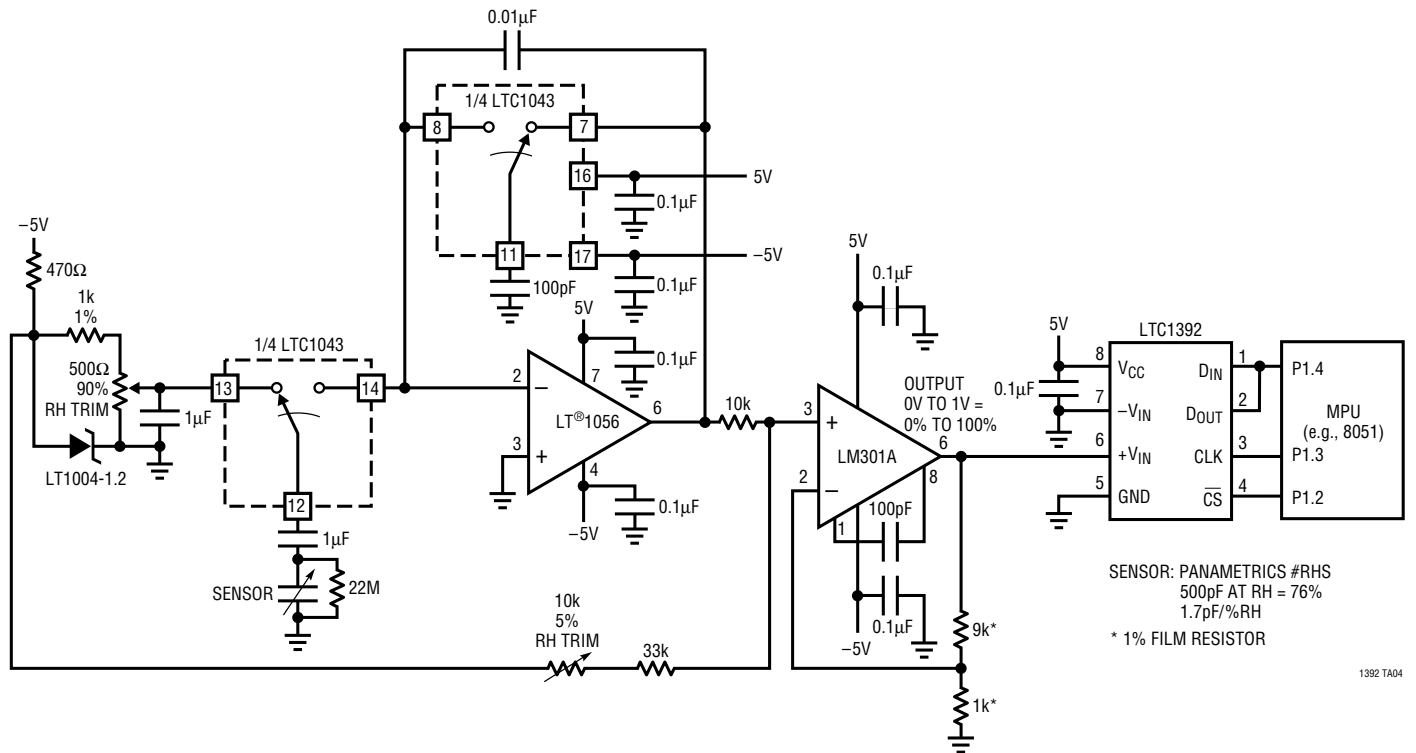 0.01µF
1/4 LTC1043
8
7
16
5V
0.1µF
–5V
470Ω
11
17
–5V
100pF
0.1µF
1k
1%
500Ω
90%
RH TRIM
1/4 LTC1043
13
14
1µF
LT1004-1.2
12
1µF
SENSOR
22M
5V
0.1µF
2
–
7
LT®1056
6
3
+
4
0.1µF
–5V
10k
5V
0.1µF
3
+
LM301A
2
–
OUTPUT
0V TO 1V =
0% TO 100%
6
8
1
100pF
0.1µF
–5V
10k
5%
RH TRIM
33k
9k*
1k*
5V
0.1µF
LTC1392
8
VCC
7
–VIN
6
+VIN
5
GND
DIN
1
DOUT
2
CLK
3
CS
4
P1.4
MPU
(e.g., 8051)
P1.3
P1.2
SENSOR: PANAMETRICS #RHS
500pF AT RH = 76%
1.7pF/%RH
* 1% FILM RESISTOR
1392 TA04